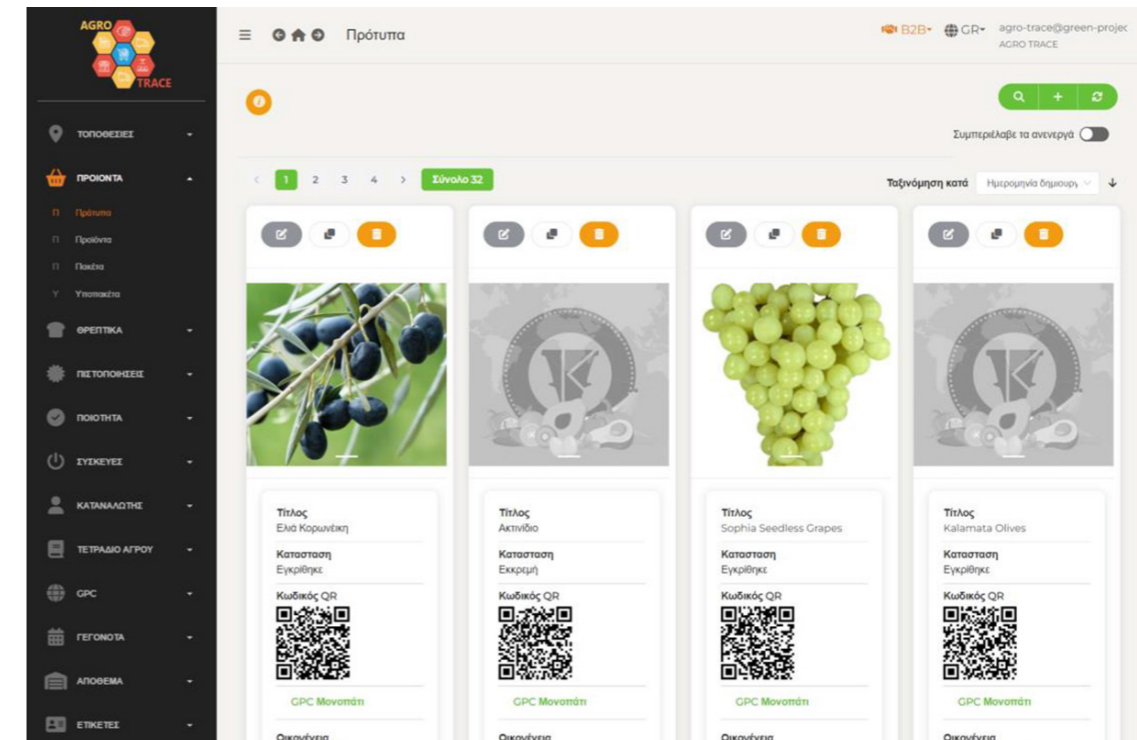 AGRO
TRACE
Πρότυπα
B2B
GR
agro-trace@green-projec
AGRO TRACE
Συμπεριέλαβε τα ανενεργά
1 2 3 4 Σύνολο 32
Ταξινόμηση κατά Ημερομηνία δημιουργ
ΤΟΠΟΘΕΣΙΕΣ
ΠΡΟΙΟΝΤΑ
Π Πρότυπα
Π Προϊόντα
Π Πακέτα
Υ Υποπακέτα
ΘΡΕΠΤΙΚΑ
ΠΙΣΤΟΠΟΙΗΣΕΙΣ
ΠΟΙΟΤΗΤΑ
ΣΥΣΚΕΥΕΣ
ΚΑΤΑΝΑΛΩΤΗΣ
ΤΕΤΡΑΔΙΟ ΑΓΡΟΥ
GPC
ΓΕΓΟΝΟΤΑ
ΑΠΟΘΕΜΑ
ΕΤΙΚΕΤΕΣ
Τίτλος
Ελιά Κορωνέικη
Κατασταση
Εγκρίθηκε
Κωδικός QR
GPC Μονοπάτι
Οικογένεια
K
Τίτλος
Ακτινίδιο
Κατασταση
Εκκρεμή
Κωδικός QR
GPC Μονοπάτι
Οικογένεια
Τίτλος
Sophia Seedless Grapes
Κατασταση
Εγκρίθηκε
Κωδικός QR
GPC Μονοπάτι
Οικογένεια
K
Τίτλος
Kalamata Olives
Κατασταση
Εγκρίθηκε
Κωδικός QR
GPC Μονοπάτι
Οικογένεια